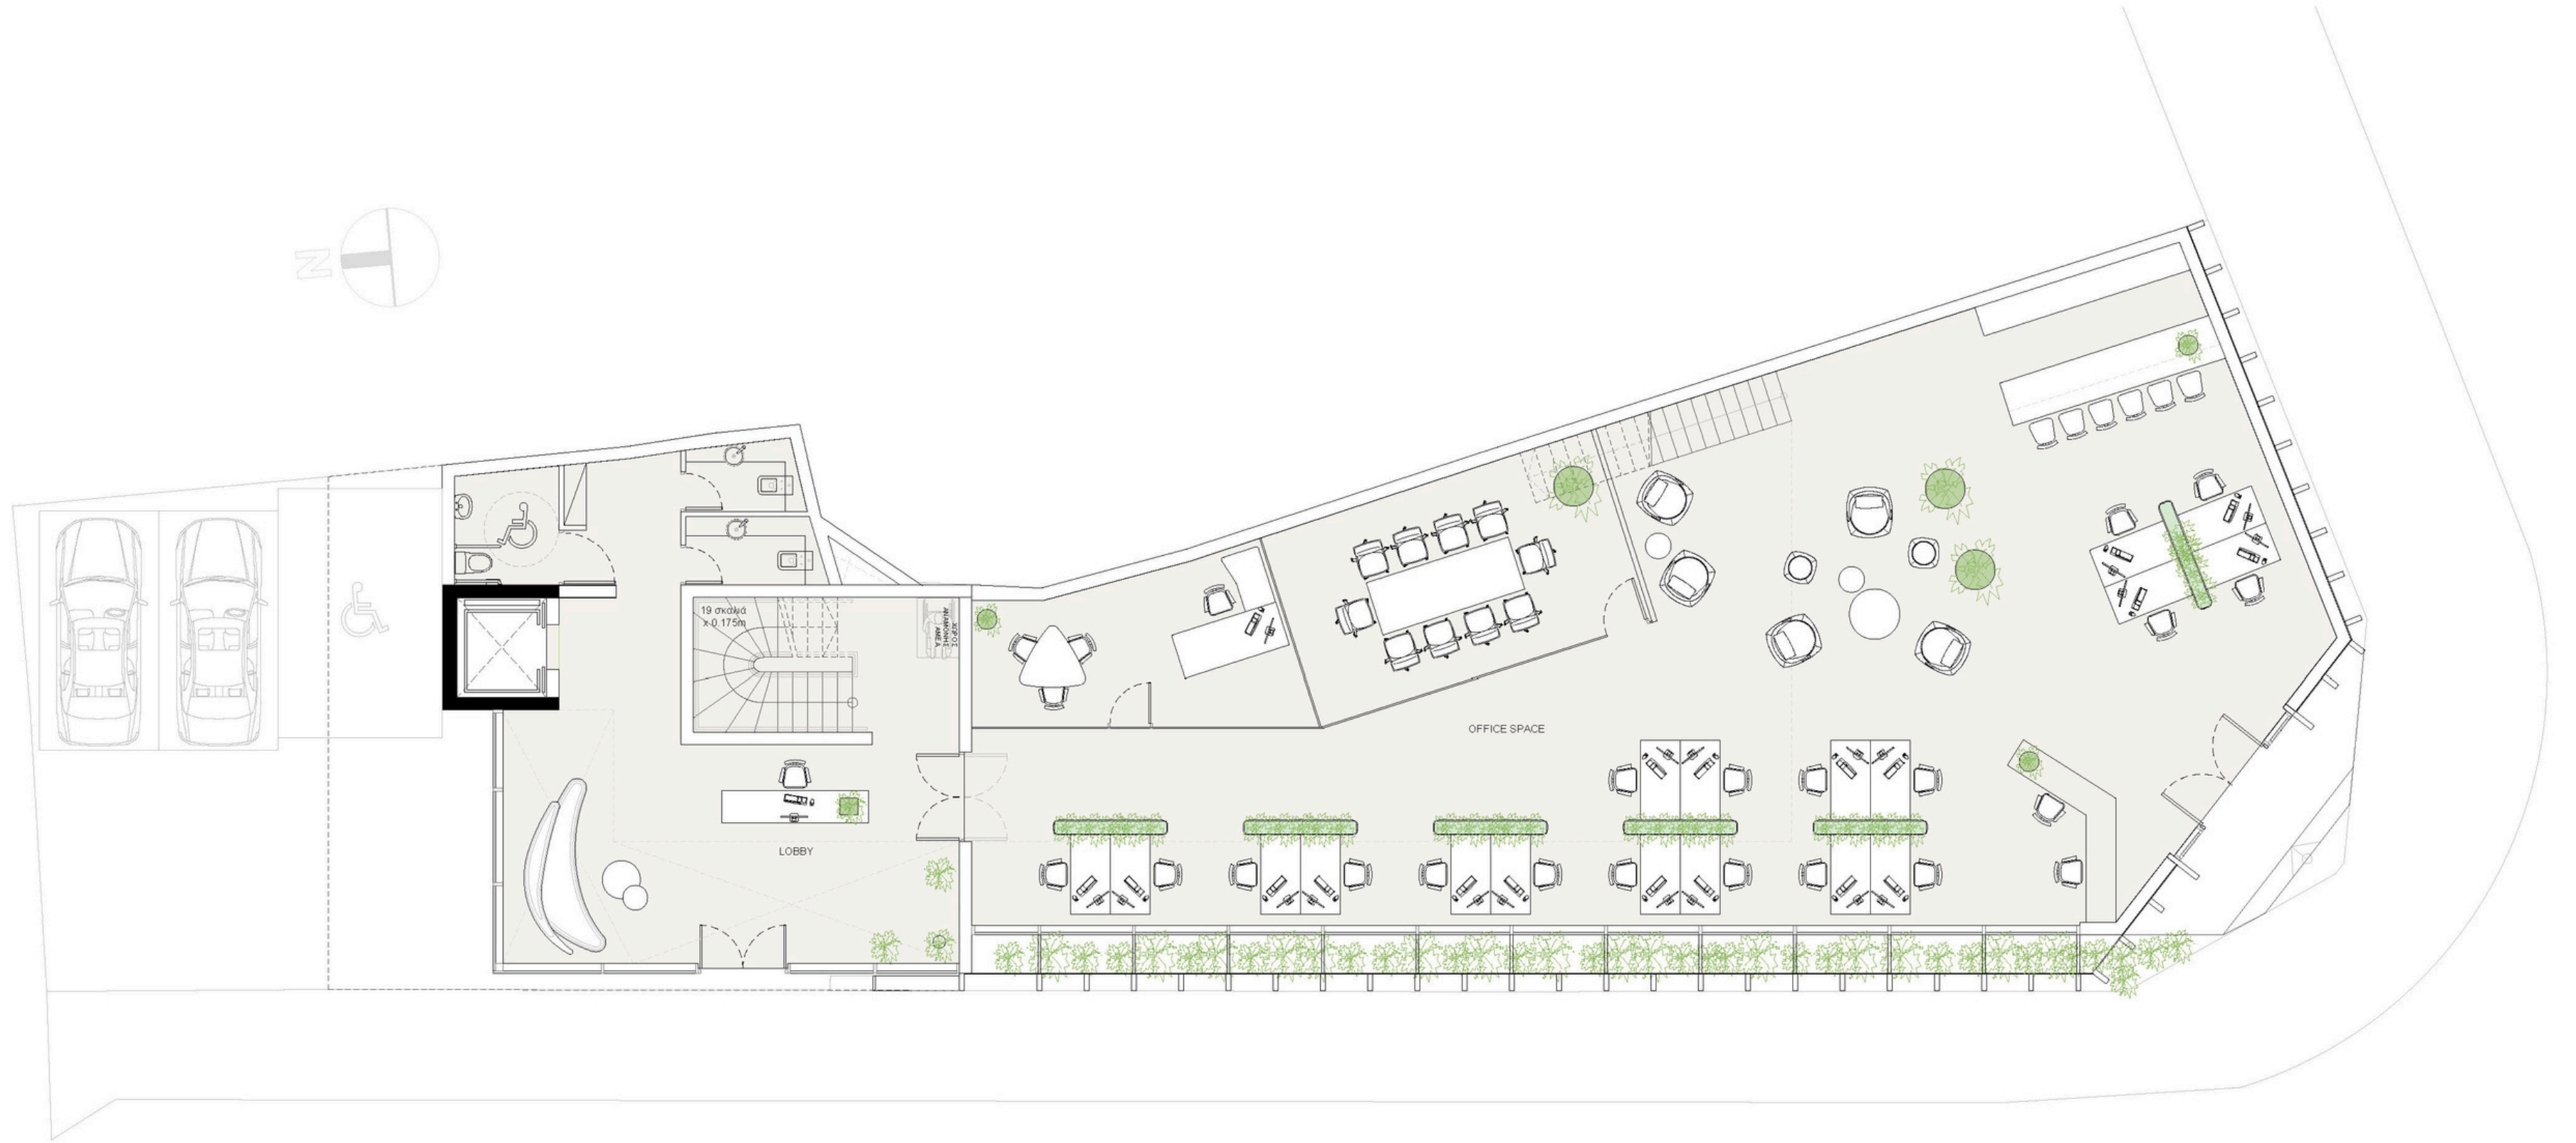 N
19 σκαλιά
x 0.175m
ΧΩΡΟΣ
ΑΝΑΜΟΝΗΣ
ΑΜΕΑ
OFFICE SPACE
LOBBY